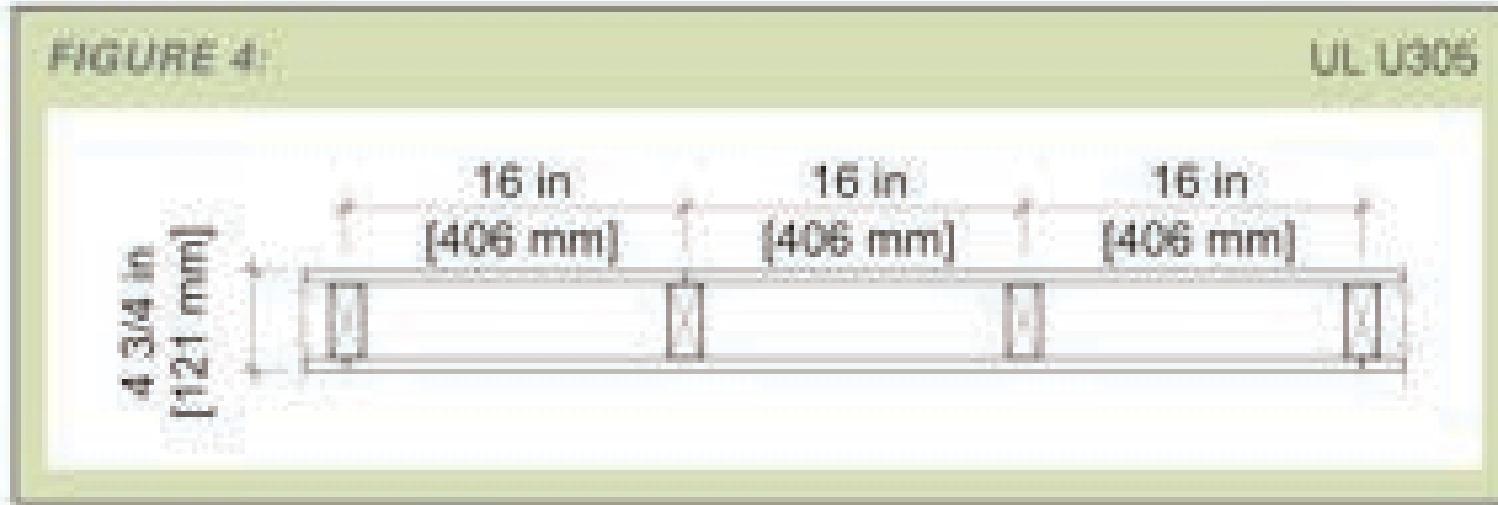 FIGURE 4: UL U305
16 in 16 in 16 in
[406 mm] [406 mm] [406 mm]
4 3/4 in
[121 mm]